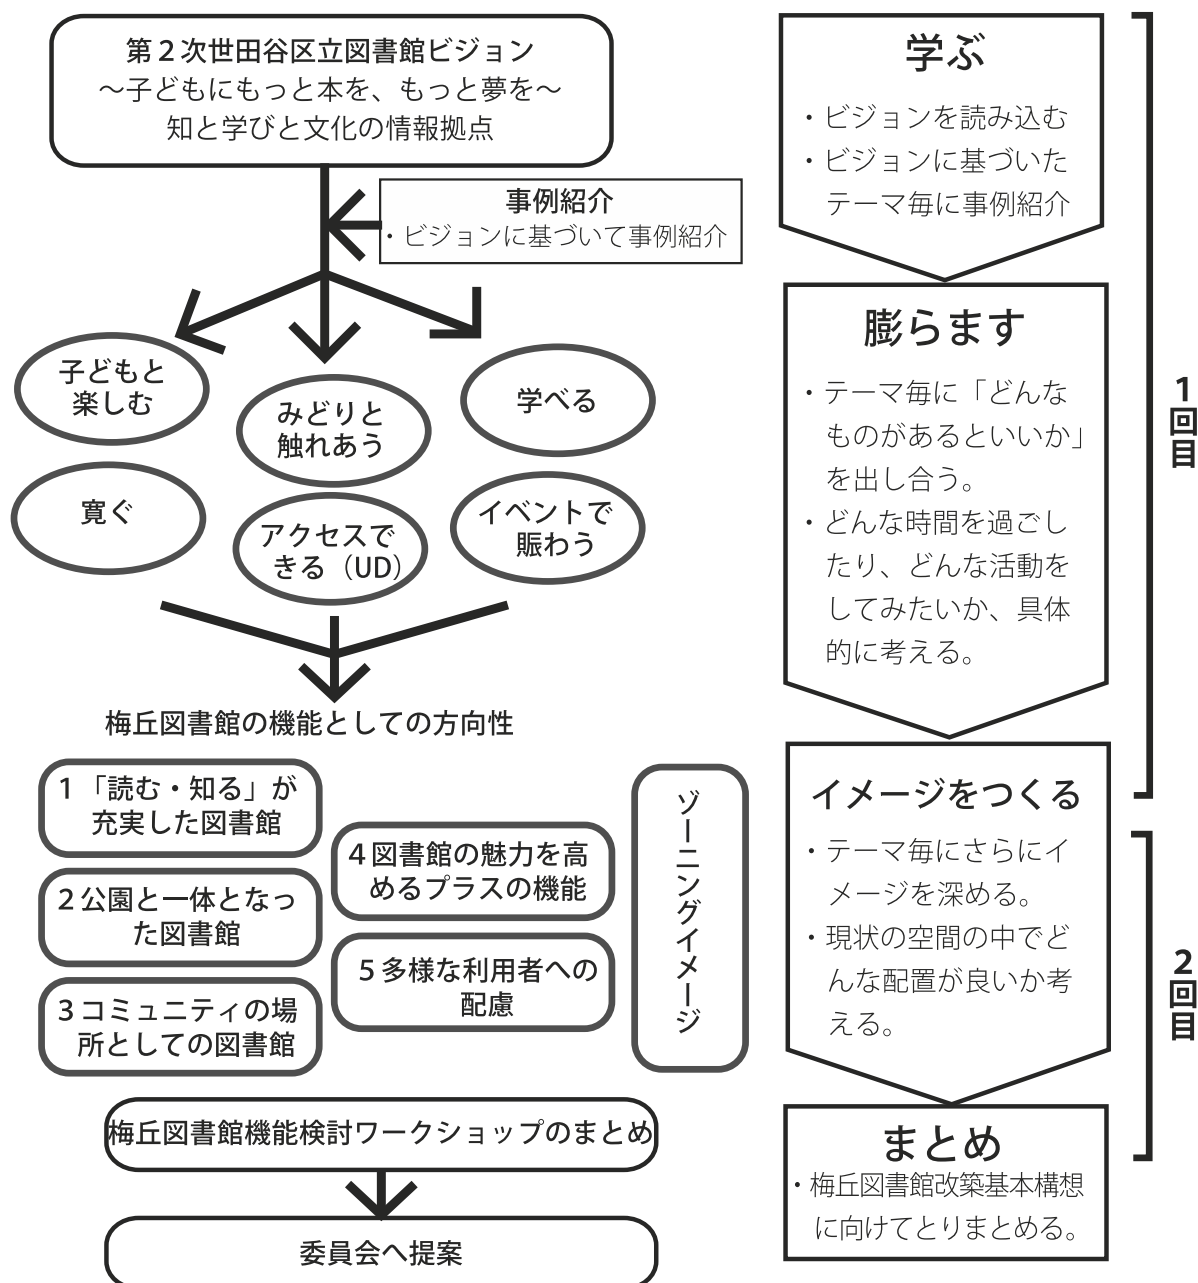 第2次世田谷区立図書館ビジョン
～子どもにもっと本を、もっと夢を～
知と学びと文化の情報拠点
事例紹介
・ビジョンに基づいて事例紹介
子どもと
楽しむ
みどりと
触れあう
学べる
寛ぐ
アクセスで
きる（UD）
イベントで
賑わう
梅丘図書館の機能としての方向性
1「読む・知る」が
充実した図書館
2公園と一体となっ
た図書館
3コミュニティの場
所としての図書館
4図書館の魅力を高
めるプラスの機能
5多様な利用者への
配慮
ゾーニングイメージ
梅丘図書館機能検討ワークショップのまとめ
委員会へ提案
学ぶ
・ビジョンを読み込む
・ビジョンに基づいた
テーマ毎に事例紹介
膨らます
・テーマ毎に「どんな
ものがあるといいか」
を出し合う。
・どんな時間を過ごし
たり、どんな活動を
してみたいか、具体
的に考える。
イメージをつくる
・テーマ毎にさらにイ
メージを深める。
・現状の空間の中でど
んな配置が良いか考
える。
まとめ
・梅丘図書館改築基本構想
に向けてとりまとめる。
1回目
2回目